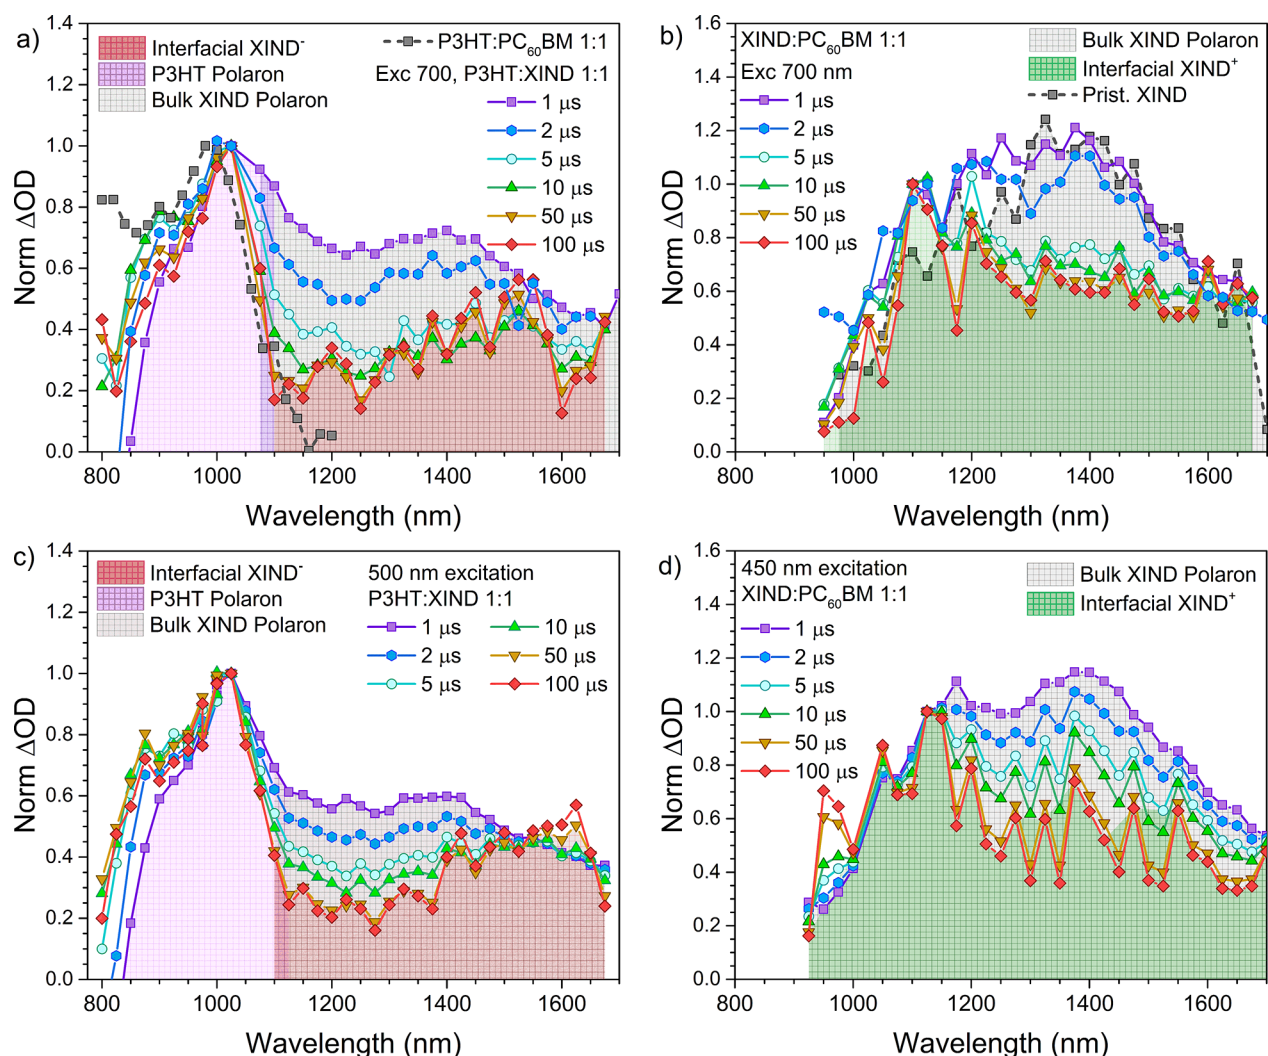 a)
Interfacial XIND⁻
P3HT Polaron
Bulk XIND Polaron
P3HT:PC₆₀BM 1:1
Exc 700, P3HT:XIND 1:1
1 μs
2 μs
5 μs
10 μs
50 μs
100 μs
1.4
1.2
1.0
0.8
0.6
0.4
0.2
0.0
Norm ΔOD
800 1000 1200 1400 1600
Wavelength (nm)
b)
XIND:PC₆₀BM 1:1
Exc 700 nm
1 μs
2 μs
5 μs
10 μs
50 μs
100 μs
Bulk XIND Polaron
Interfacial XIND⁺
Prist. XIND
1.6
1.4
1.2
1.0
0.8
0.6
0.4
0.2
0.0
Norm ΔOD
800 1000 1200 1400 1600
Wavelength (nm)
c)
Interfacial XIND⁻
P3HT Polaron
Bulk XIND Polaron
500 nm excitation
P3HT:XIND 1:1
1 μs 10 μs
2 μs 50 μs
5 μs 100 μs
1.4
1.2
1.0
0.8
0.6
0.4
0.2
0.0
Norm ΔOD
800 1000 1200 1400 1600
Wavelength (nm)
d)
450 nm excitation
XIND:PC₆₀BM 1:1
1 μs
2 μs
5 μs
10 μs
50 μs
100 μs
Bulk XIND Polaron
Interfacial XIND⁺
1.6
1.4
1.2
1.0
0.8
0.6
0.4
0.2
0.0
Norm ΔOD
800 1000 1200 1400 1600
Wavelength (nm)